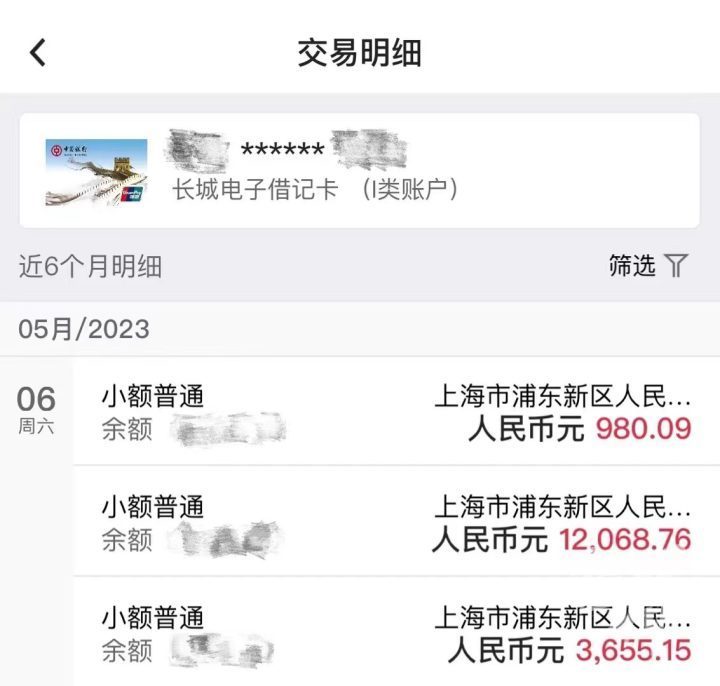 交易明细
中国银行
******
长城电子借记卡 （I类账户）
近6个月明细
筛选
05月/2023
06
周六
小额普通
上海市浦东新区人民...
余额
人民币元 980.09
小额普通
上海市浦东新区人民...
余额
人民币元 12,068.76
小额普通
上海市浦东新区人民...
余额
人民币元 3,655.15